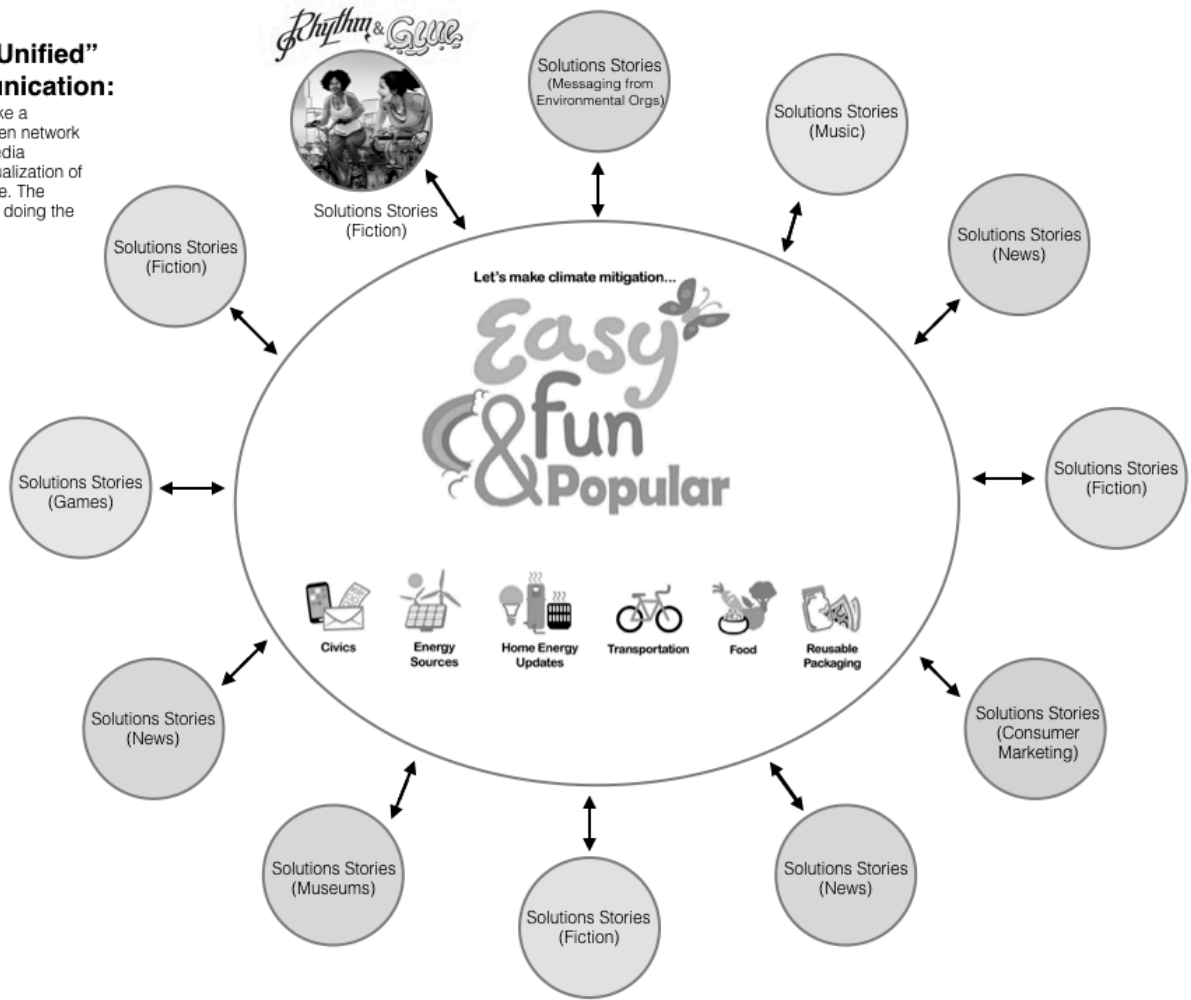 Unified”
unication:
ke a
en network
edia
ualization of
e. The
doing the
Rhythm & Glue
Solutions Stories
(Fiction)
Solutions Stories
(Messaging from
Environmental Orgs)
Solutions Stories
(Music)
Solutions Stories
(News)
Solutions Stories
(Fiction)
Solutions Stories
(Consumer
Marketing)
Solutions Stories
(News)
Solutions Stories
(Fiction)
Solutions Stories
(Museums)
Solutions Stories
(News)
Solutions Stories
(Games)
Solutions Stories
(Fiction)
Let’s make climate mitigation...
Easy
fun
& Popular
Civics
Energy
Sources
Home Energy
Updates
Transportation
Food
Reusable
Packaging